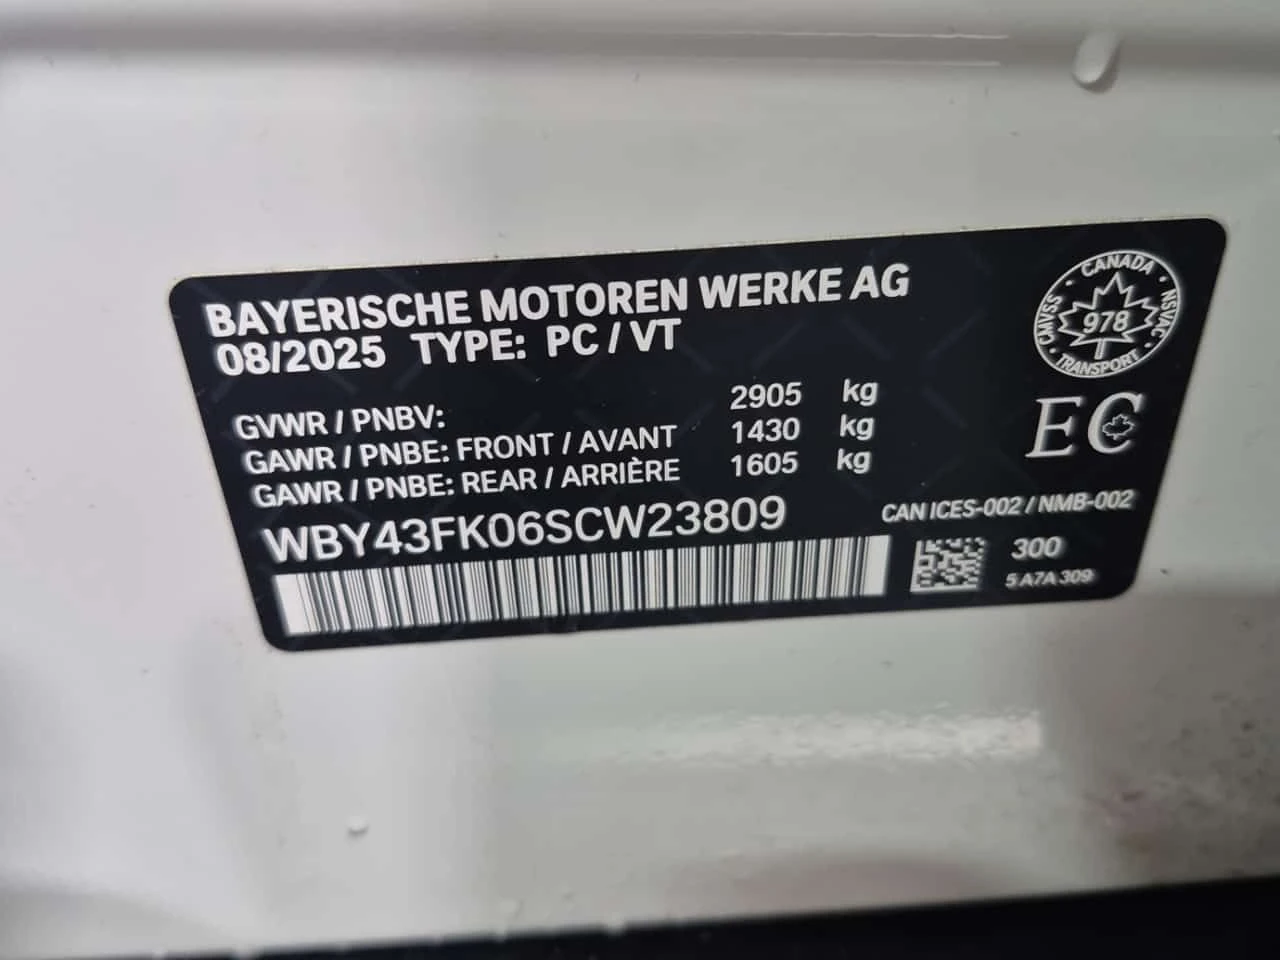 BAYERISCHE MOTOREN WERKE AG
08/2025 TYPE: PC / VT
GVWR / PNBV: 2905 kg
GAWR / PNBE: FRONT / AVANT 1430 kg
GAWR / PNBE: REAR / ARRIÈRE 1605 kg
WBY43FK06SCW23809
CANADA
CMVSS 978 NSVAC
TRANSPORT
EC
CAN ICES-002 / NMB-002
300
5 A7A 309